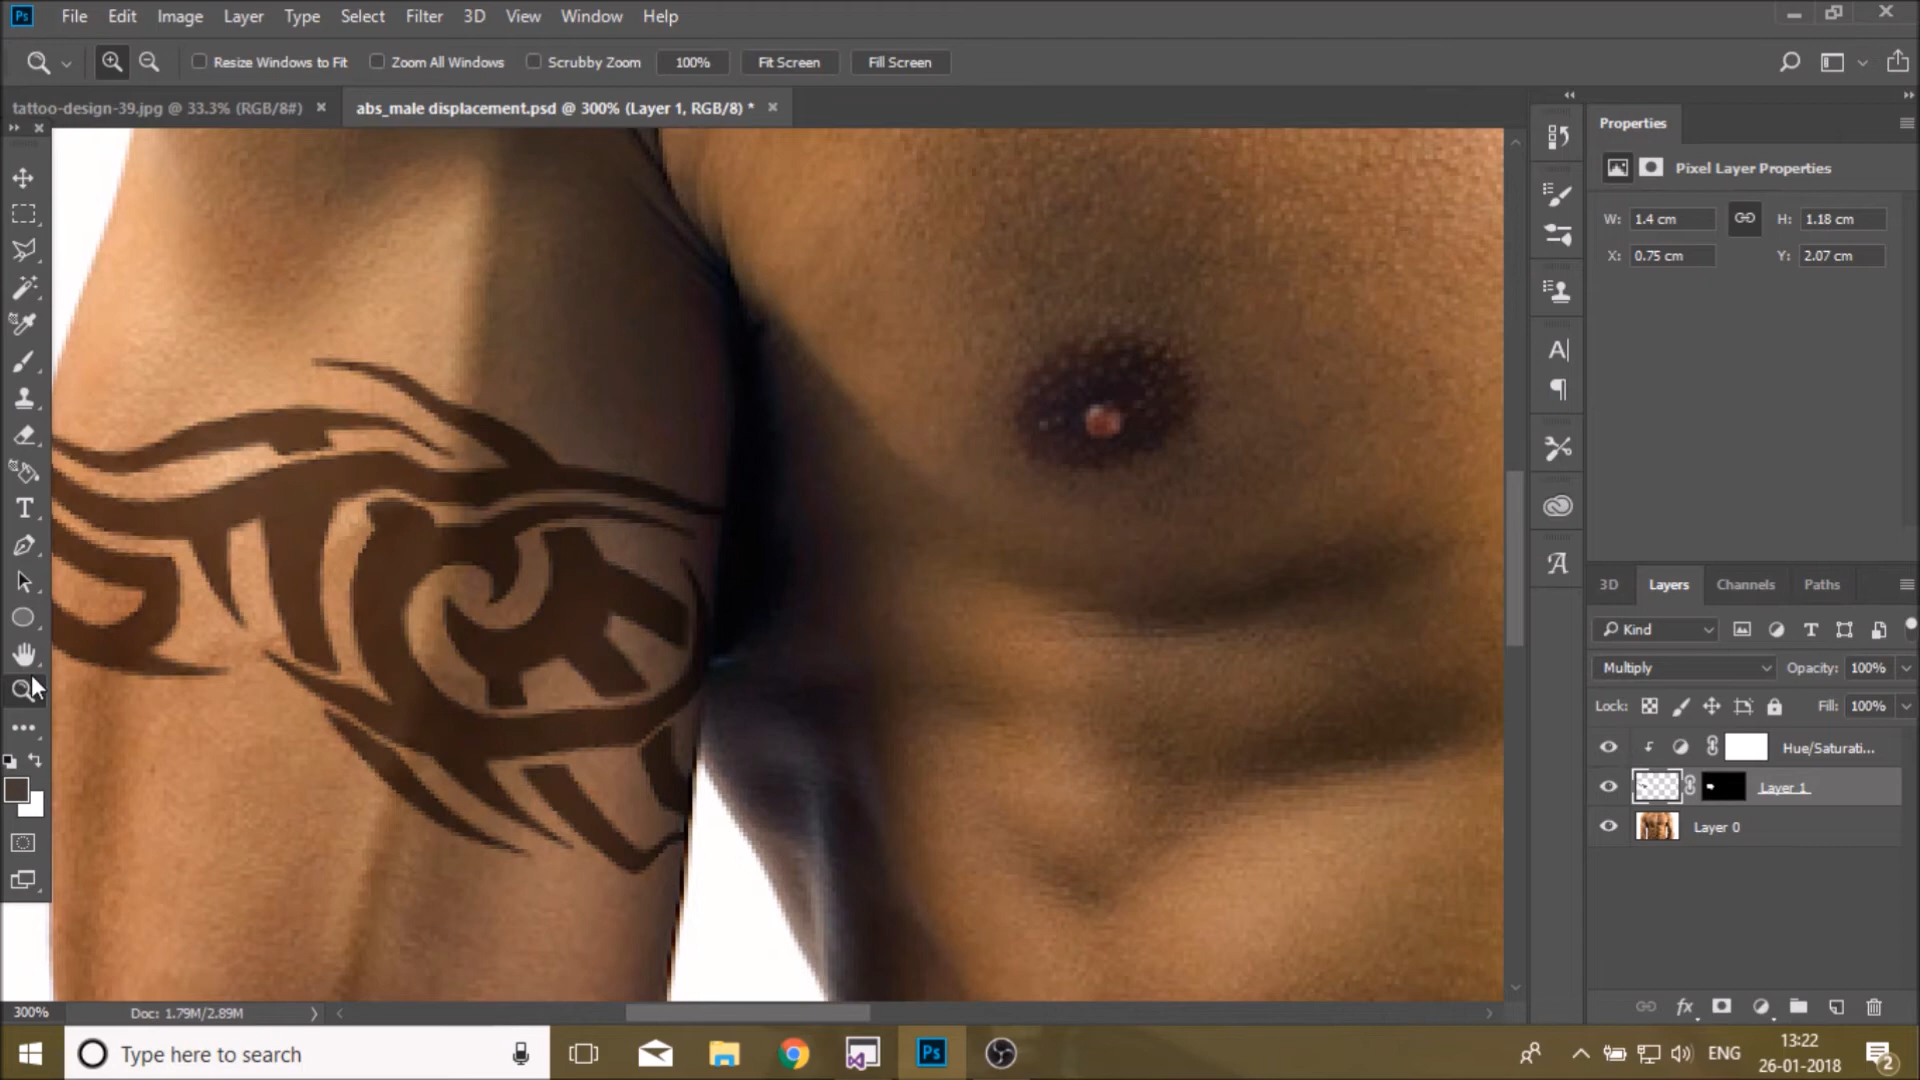 Ps File Edit Image Layer Type Select Filter 3D View Window Help
Resize Windows to Fit Zoom All Windows Scrubby Zoom 100% Fit Screen Fill Screen
tattoo-design-39.jpg @ 33.3% (RGB/8#) × abs_male displacement.psd @ 300% (Layer 1, RGB/8) * ×
Properties
Pixel Layer Properties
W: 1.4 cm H: 1.18 cm
X: 0.75 cm Y: 2.07 cm
3D Layers Channels Paths
Kind
Multiply Opacity: 100%
Lock: Fill: 100%
Hue/Saturati...
Layer 1
Layer 0
300% Doc: 1.79M/2.89M
Type here to search
Ps
ENG
13:22
26-01-2018
2